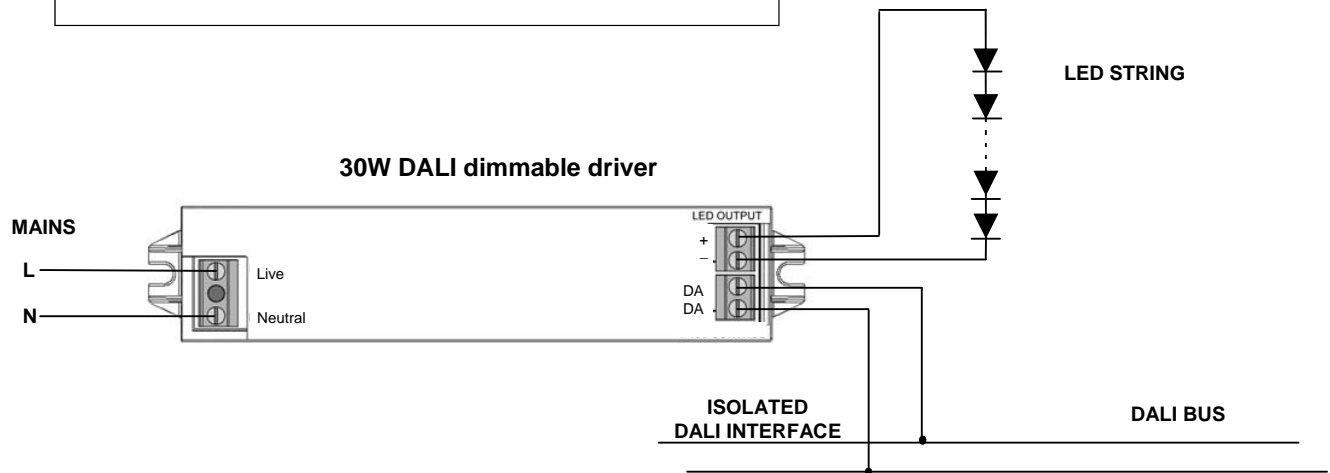 LED STRING
30W DALI dimmable driver
MAINS
L
N
Live
Neutral
LED OUTPUT
+
−
DA
DA
ISOLATED
DALI INTERFACE
DALI BUS